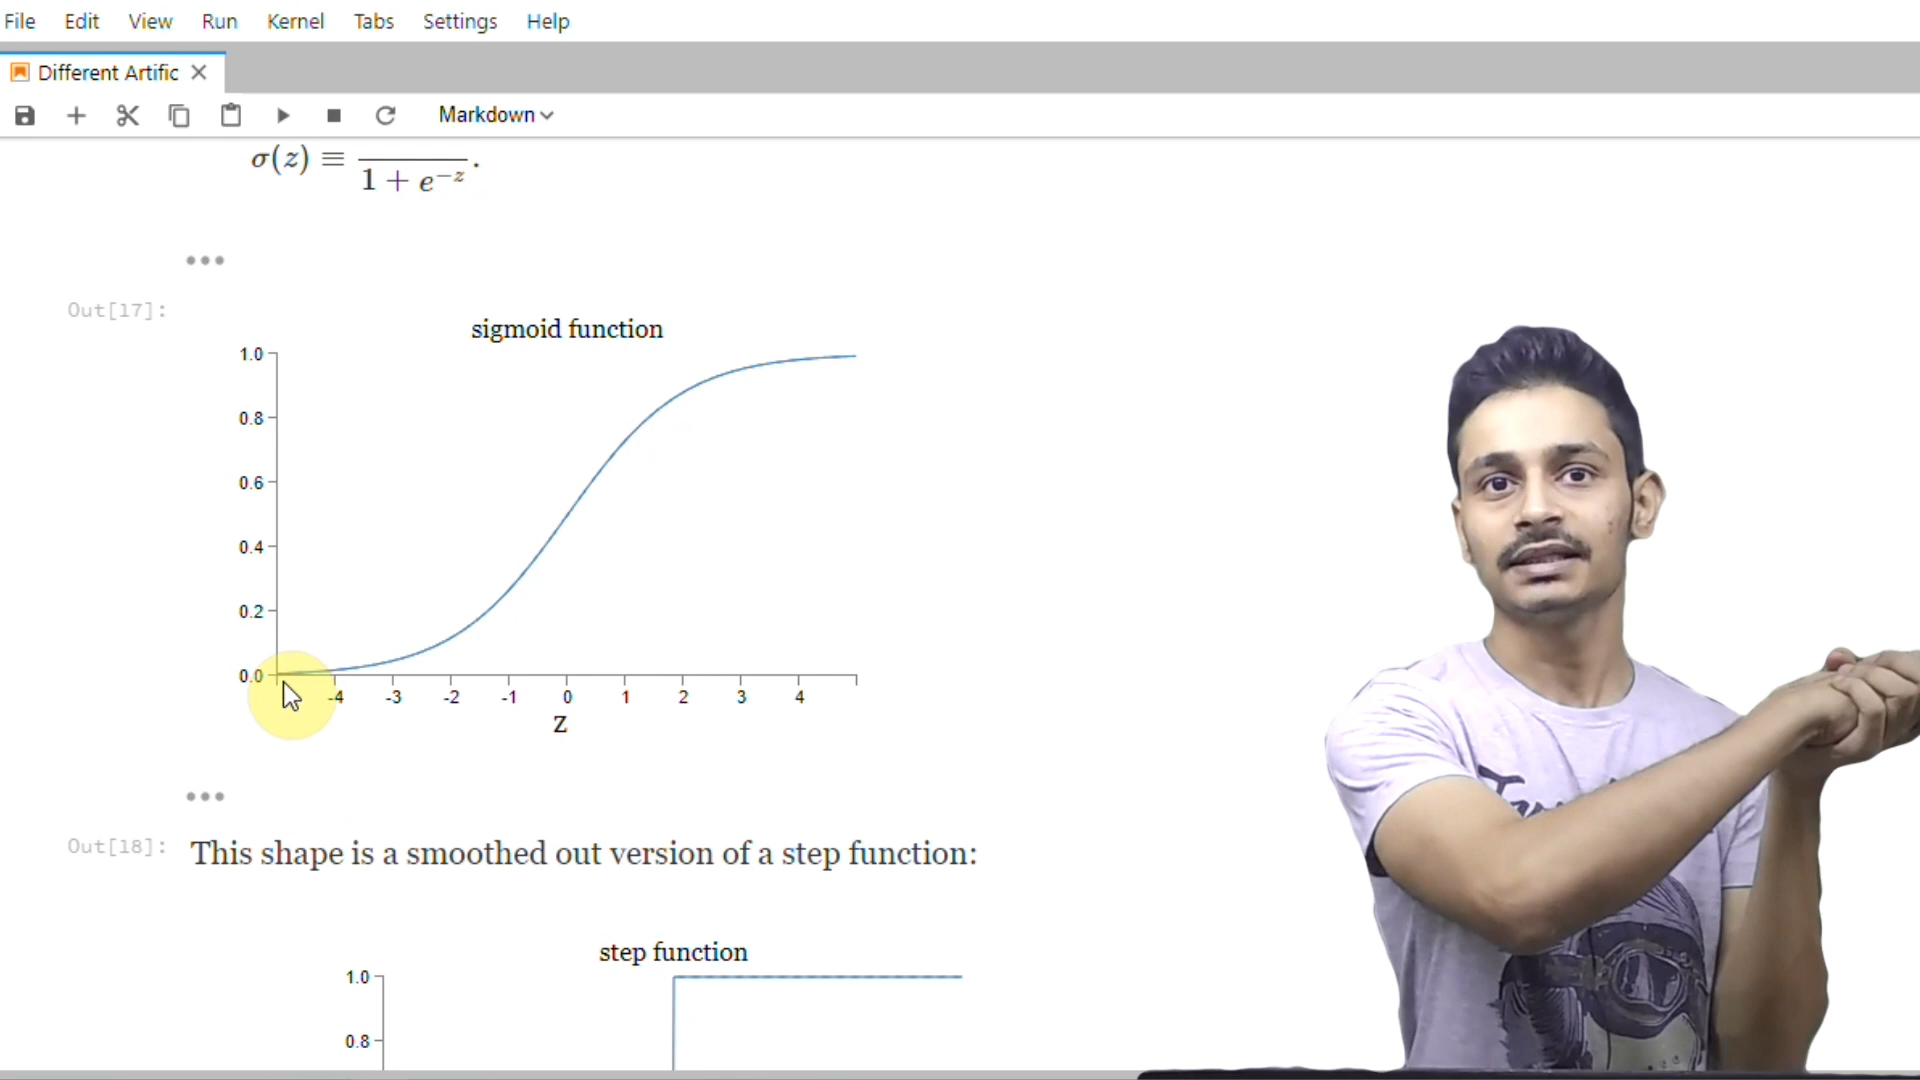 File Edit View Run Kernel Tabs Settings Help
Different Artific
Markdown
σ(z) ≡ 1 + e^{-z} .
Out[17]:
sigmoid function
1.0
0.8
0.6
0.4
0.2
0.0
-4 -3 -2 -1 0 1 2 3 4
Z
Out[18]:
This shape is a smoothed out version of a step function:
step function
1.0
0.8